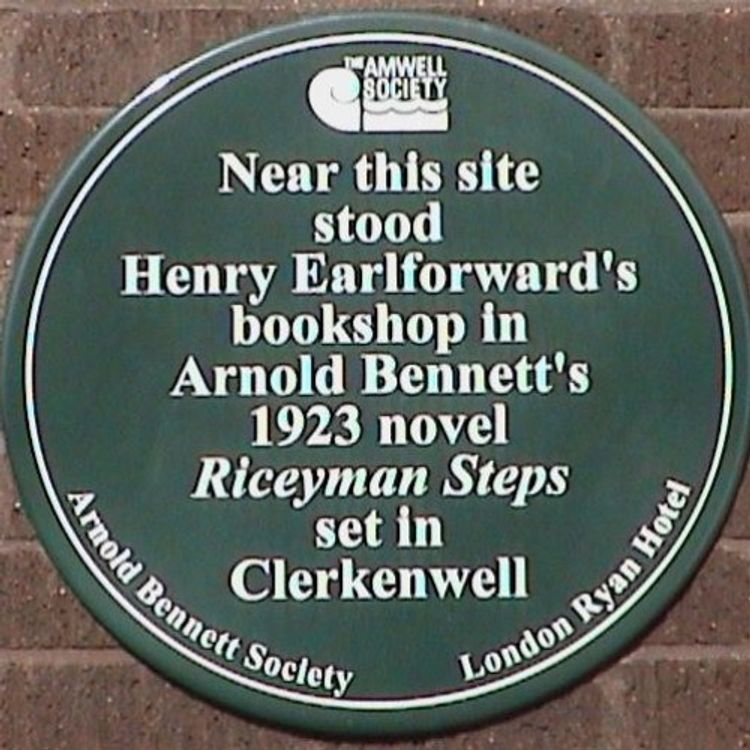 THE AMWELL
SOCIETY
Near this site
stood
Henry Earlforward's
bookshop in
Arnold Bennett's
1923 novel
Riceyman Steps
set in
Clerkenwell
Arnold Bennett Society
London Ryan Hotel